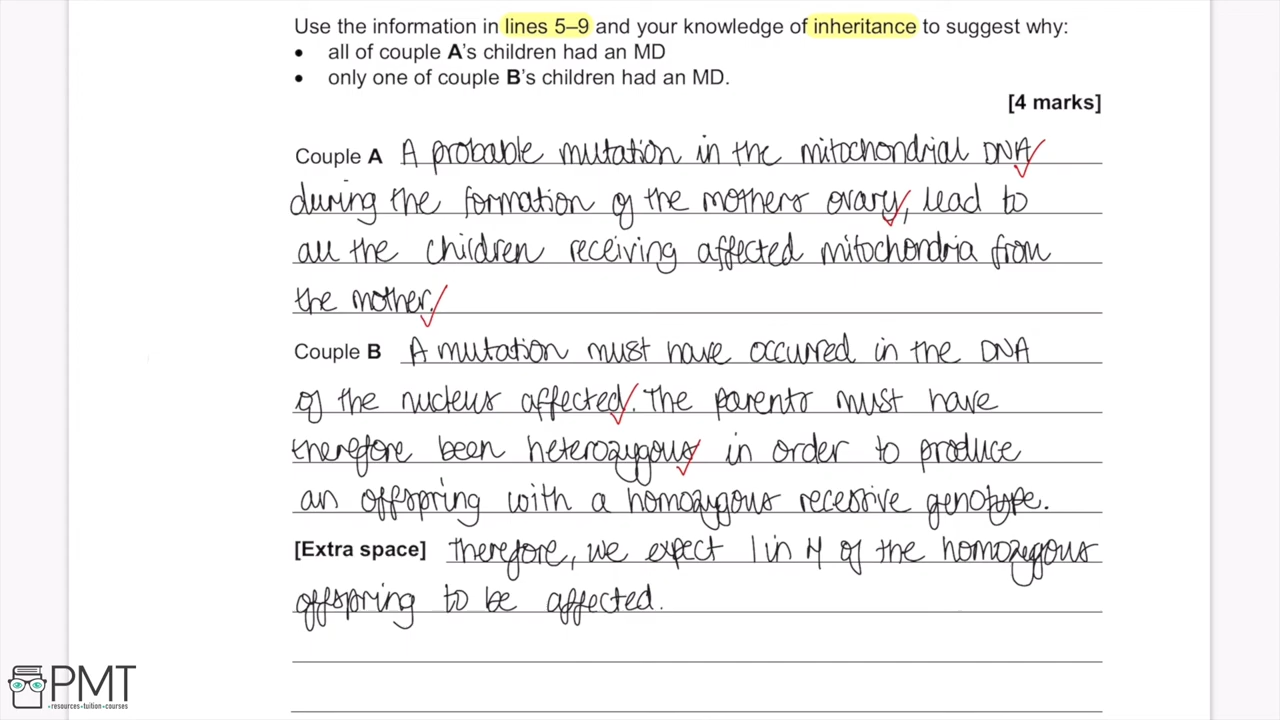 Use the information in lines 5–9 and your knowledge of inheritance to suggest why:
• all of couple A's children had an MD
• only one of couple B's children had an MD.
[4 marks]
Couple A A probable mutation in the mitochondrial DNA
during the formation of the mothers ovary, lead to
all the children receiving affected mitochondria from
the mother.
Couple B A mutation must have occurred in the DNA
of the nucleus affected. The parents must have
therefore been heterozygous in order to produce
an offspring with a homozygous recessive genotype.
[Extra space] Therefore, we expect 1 in 4 of the homozygous
offspring to be affected.
PMT
•resources•tuition•courses